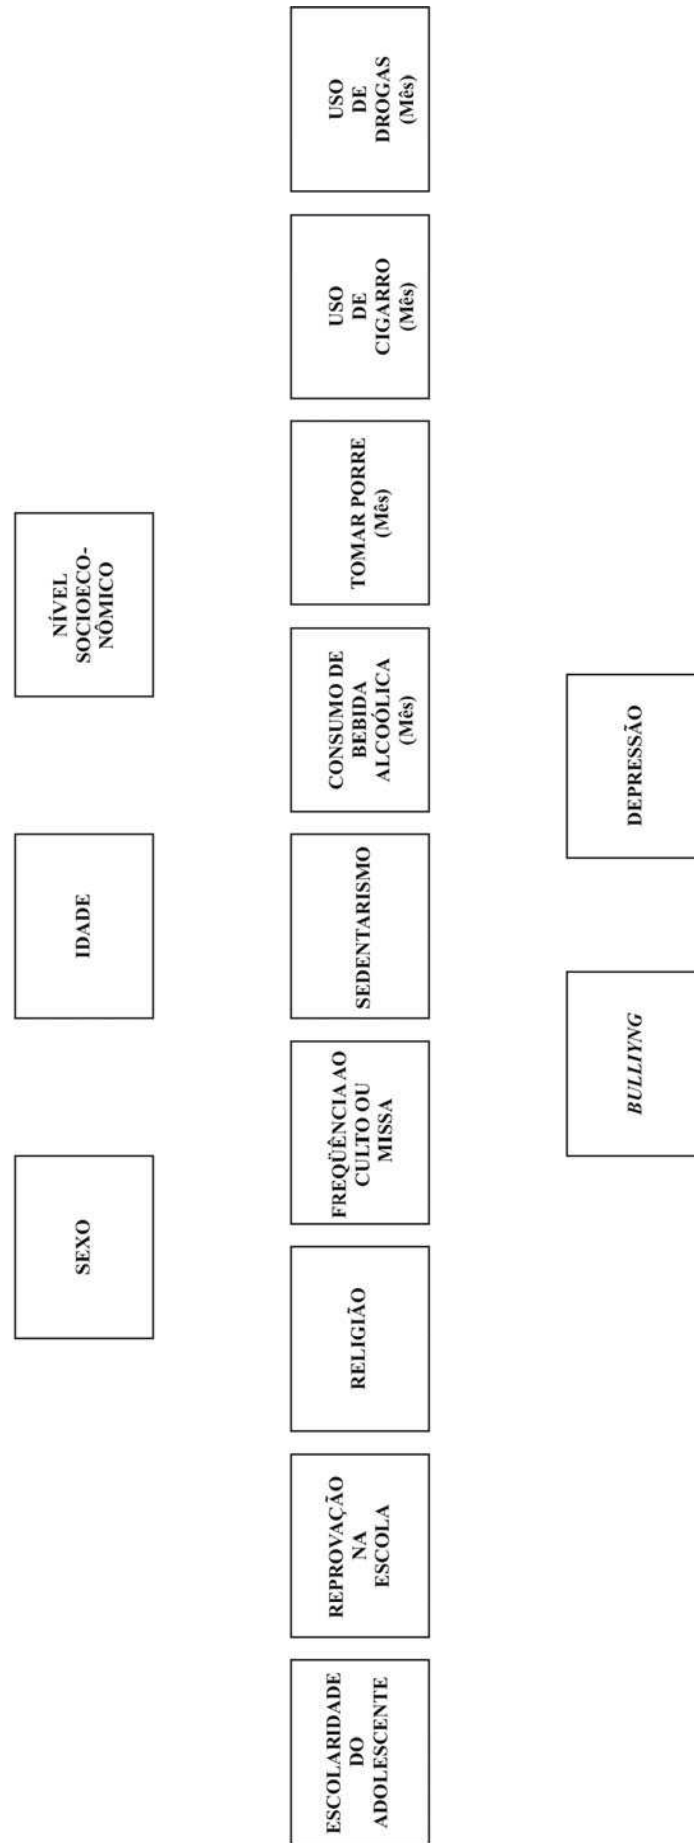 SEXO
IDADE
NÍVEL
SOCIOECO-
NÔMICO
ESCOLARIDADE
DO
ADOLESCENTE
REPROVAÇÃO
NA
ESCOLA
RELIGIÃO
FREQÜÊNCIA AO
CULTO OU
MISSA
SEDENTARISMO
CONSUMO DE
BEBIDA
ALCOÓLICA
(Mês)
TOMAR PORRE
(Mês)
USO
DE
CIGARRO
(Mês)
USO
DE
DROGAS
(Mês)
BULLIYNG
DEPRESSÃO